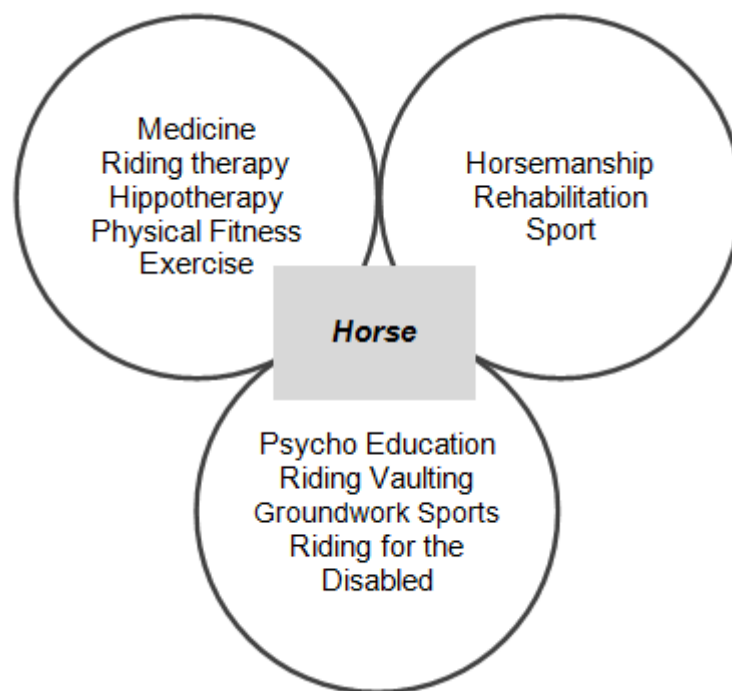 Medicine
Riding therapy
Hippotherapy
Physical Fitness
Exercise
Horsemanship
Rehabilitation
Sport
Horse
Psycho Education
Riding Vaulting
Groundwork Sports
Riding for the
Disabled